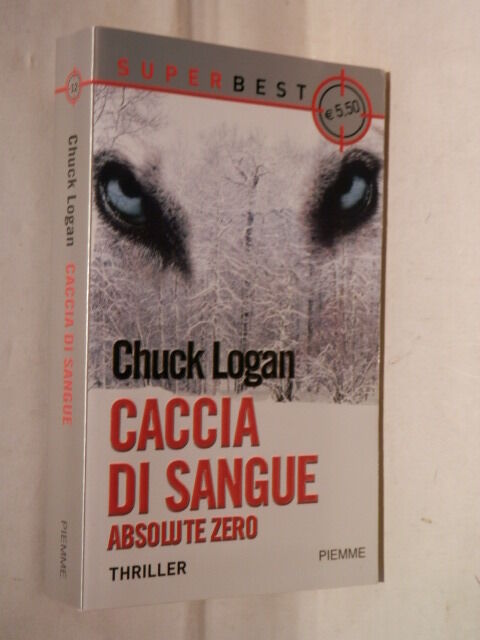 SUPERBEST
€ 5,50
Chuck Logan
CACCIA
DI SANGUE
ABSOLUTE ZERO
THRILLER
PIEMME
Chuck Logan CACCIA DI SANGUE
PIEMME